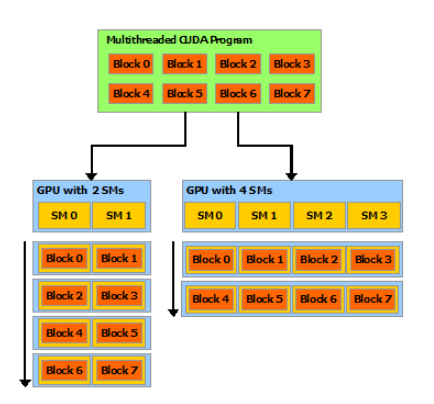 Multithreaded CUDA Program
Block 0 Block 1 Block 2 Block 3
Block 4 Block 5 Block 6 Block 7
GPU with 2 SMs
SM 0 SM 1
Block 0 Block 1
Block 2 Block 3
Block 4 Block 5
Block 6 Block 7
GPU with 4 SMs
SM 0 SM 1 SM 2 SM 3
Block 0 Block 1 Block 2 Block 3
Block 4 Block 5 Block 6 Block 7